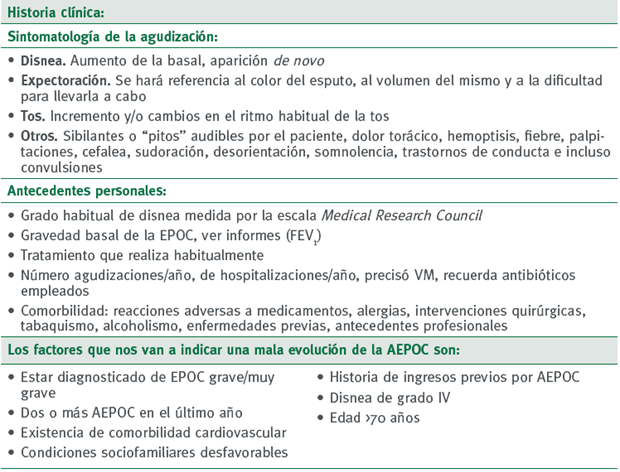 Historia clínica:
Sintomatología de la agudización:
• Disnea. Aumento de la basal, aparición de novo
• Expectoración. Se hará referencia al color del esputo, al volumen del mismo y a la dificultad
para llevarla a cabo
• Tos. Incremento y/o cambios en el ritmo habitual de la tos
• Otros. Sibilantes o “pitos” audibles por el paciente, dolor torácico, hemoptisis, fiebre, palpi-
taciones, cefalea, sudoración, desorientación, somnolencia, trastornos de conducta e incluso
convulsiones
Antecedentes personales:
• Grado habitual de disnea medida por la escala Medical Research Council
• Gravedad basal de la EPOC, ver informes (FEV1)
• Tratamiento que realiza habitualmente
• Número agudizaciones/año, de hospitalizaciones/año, precisó VM, recuerda antibióticos
empleados
• Comorbilidad: reacciones adversas a medicamentos, alergias, intervenciones quirúrgicas,
tabaquismo, alcoholismo, enfermedades previas, antecedentes profesionales
Los factores que nos van a indicar una mala evolución de la AEPOC son:
• Estar diagnosticado de EPOC grave/muy
grave
• Dos o más AEPOC en el último año
• Existencia de comorbilidad cardiovascular
• Condiciones sociofamiliares desfavorables
• Historia de ingresos previos por AEPOC
• Disnea de grado IV
• Edad >70 años